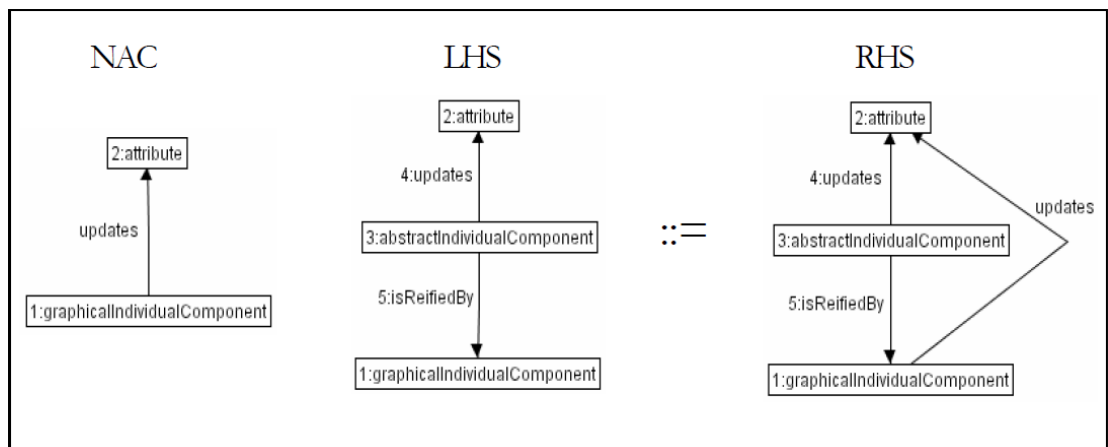 NAC
2:attribute
updates
1:graphicalIndividualComponent
LHS
2:attribute
4:updates
3:abstractIndividualComponent
5:isReifiedBy
1:graphicalIndividualComponent
::=
RHS
2:attribute
4:updates
updates
3:abstractIndividualComponent
5:isReifiedBy
1:graphicalIndividualComponent